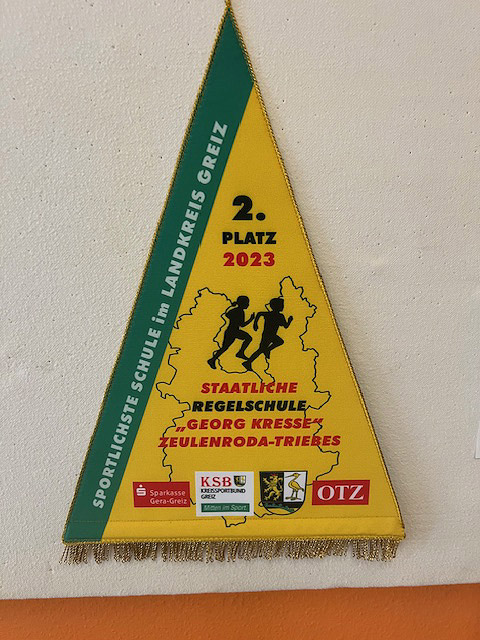 SPORTLICHSTE SCHULE im LANDKREIS GREIZ
2.
PLATZ
2023
STAATLICHE
REGELSCHULE
„GEORG KRESSE“
ZEULENRODA-TRIEBES
Sparkasse
Gera-Greiz
KSB
KREISSPORTBUND
GREIZ
Mitten im Sport
OTZ